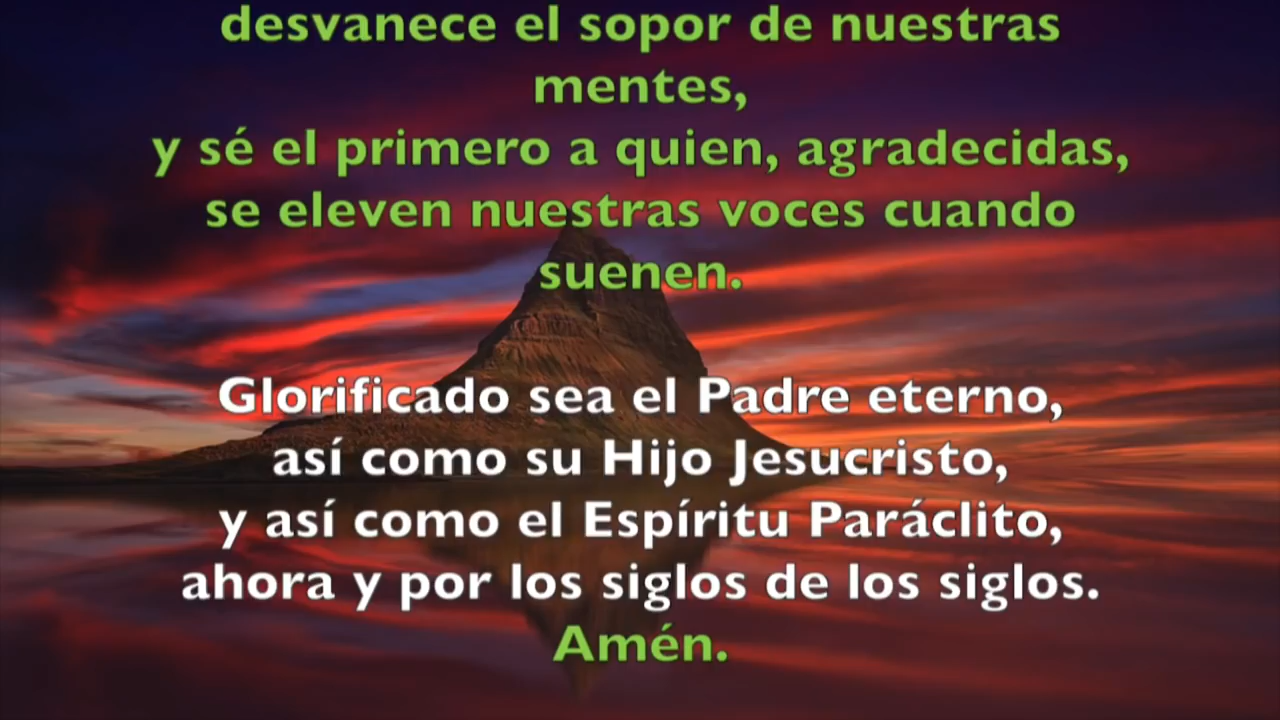 desvanece el sopor de nuestras
mentes,
y sé el primero a quien, agradecidas,
se eleven nuestras voces cuando
suenen.
Glorificado sea el Padre eterno,
así como su Hijo Jesucristo,
y así como el Espíritu Paráclito,
ahora y por los siglos de los siglos.
Amén.